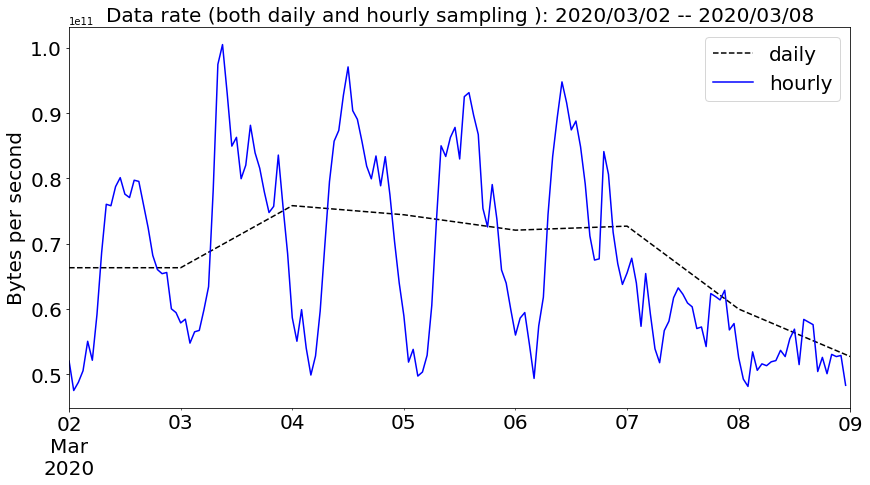 Data rate (both daily and hourly sampling ): 2020/03/02 -- 2020/03/08
1e11
daily
hourly
Bytes per second
1.0
0.9
0.8
0.7
0.6
0.5
02 03 04 05 06 07 08 09
Mar
2020